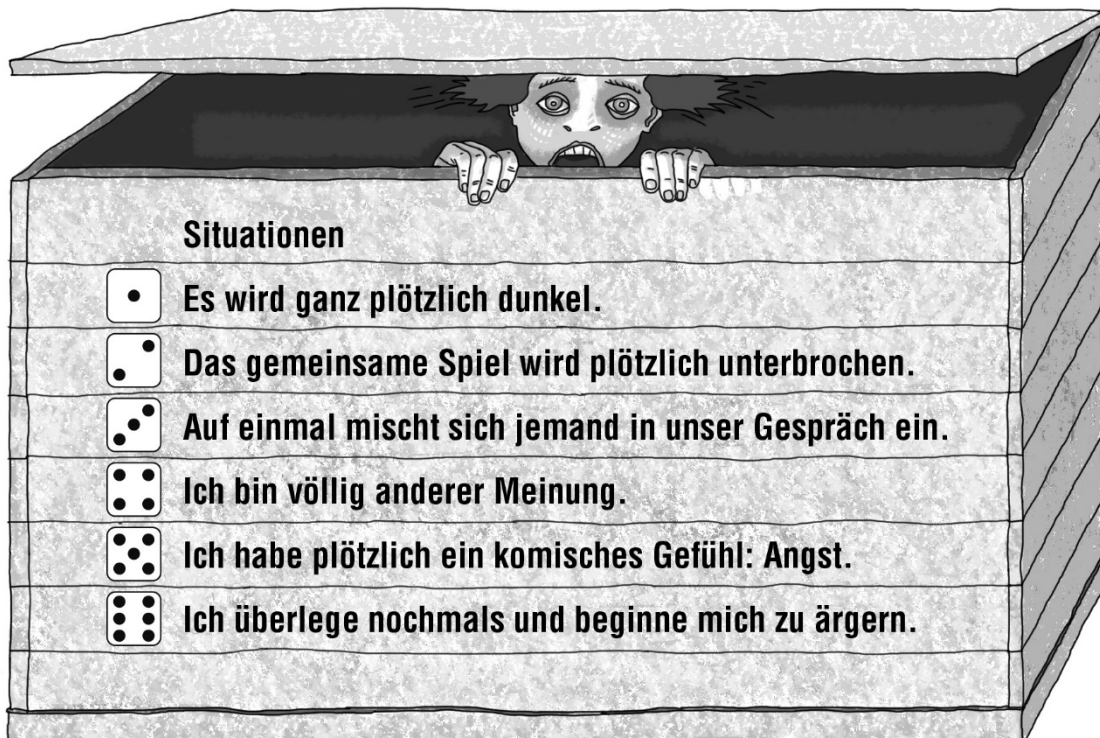 Situationen
Es wird ganz plötzlich dunkel.
Das gemeinsame Spiel wird plötzlich unterbrochen.
Auf einmal mischt sich jemand in unser Gespräch ein.
Ich bin völlig anderer Meinung.
Ich habe plötzlich ein komisches Gefühl: Angst.
Ich überlege nochmals und beginne mich zu ärgern.